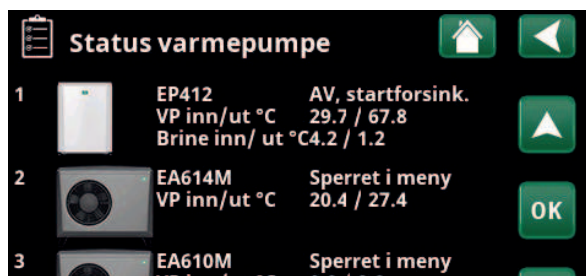 Status varmepumpe
1 EP412 AV, startforsink.
VP inn/ut °C 29.7 / 67.8
Brine inn/ ut °C4.2 / 1.2
2 EA614M Sperret i meny
VP inn/ut °C 20.4 / 27.4
OK
3 EA610M Sperret i meny